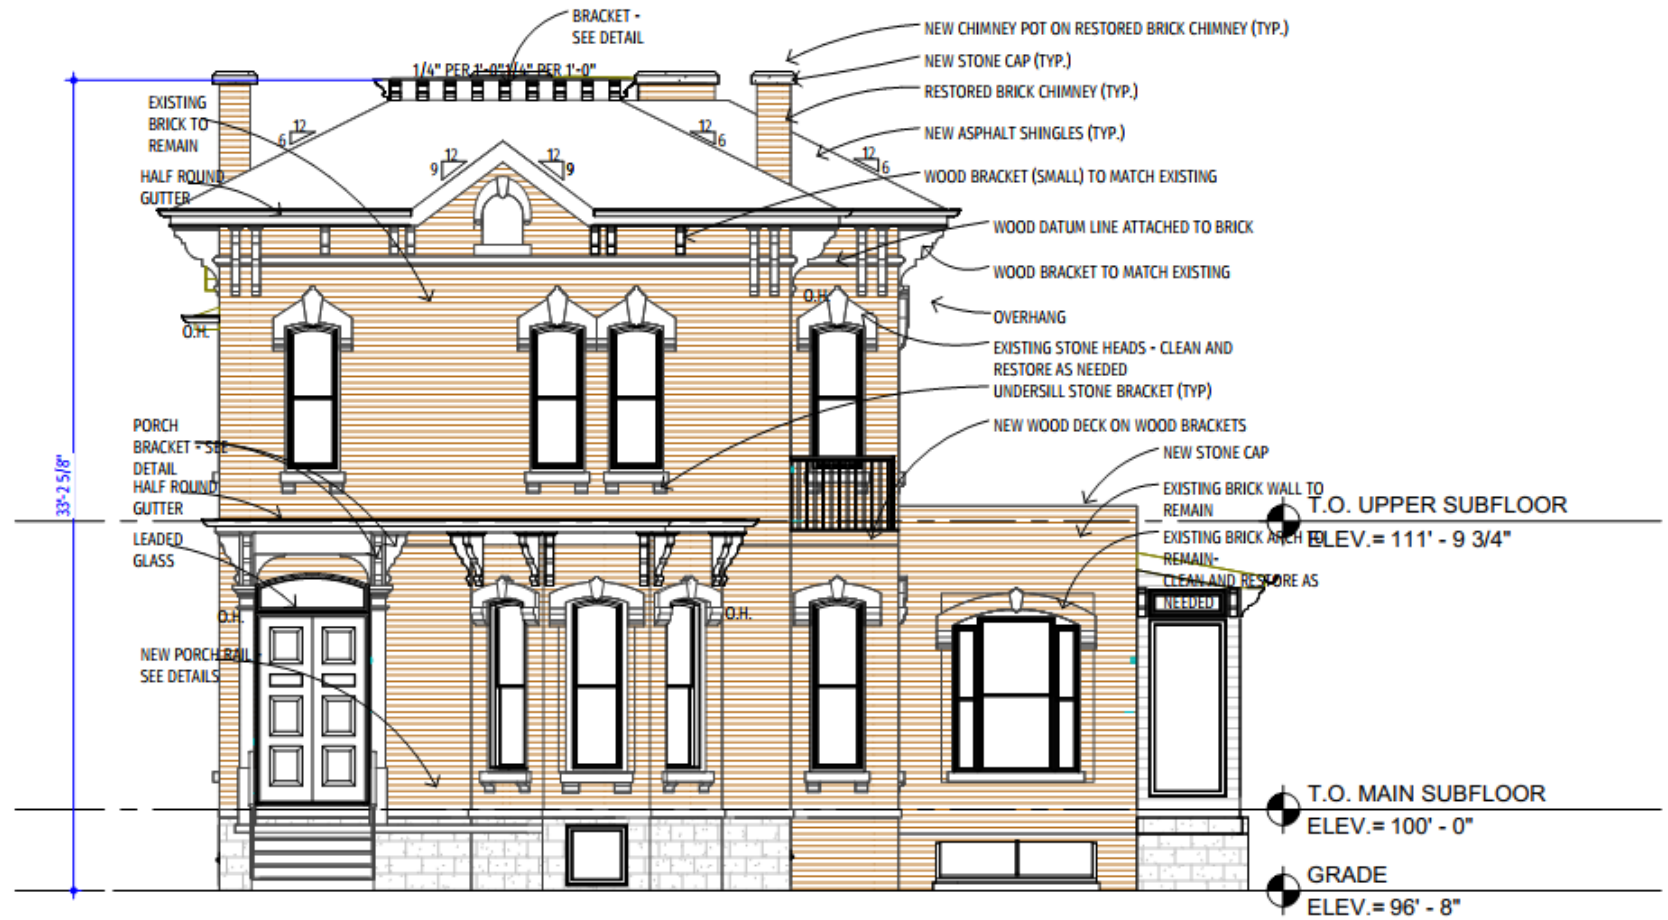 BRACKET -
SEE DETAIL
1/4" PER 1'-0"
1/4" PER 1'-0"
EXISTING
BRICK TO
REMAIN
HALF ROUND
GUTTER
12
6
12
9
12
9
12
6
12
6
NEW CHIMNEY POT ON RESTORED BRICK CHIMNEY (TYP.)
NEW STONE CAP (TYP.)
RESTORED BRICK CHIMNEY (TYP.)
NEW ASPHALT SHINGLES (TYP.)
WOOD BRACKET (SMALL) TO MATCH EXISTING
WOOD DATUM LINE ATTACHED TO BRICK
WOOD BRACKET TO MATCH EXISTING
O.H.
O.H.
OVERHANG
EXISTING STONE HEADS - CLEAN AND
RESTORE AS NEEDED
UNDERSILL STONE BRACKET (TYP)
NEW WOOD DECK ON WOOD BRACKETS
NEW STONE CAP
EXISTING BRICK WALL TO
REMAIN
EXISTING BRICK ARCH TO
REMAIN-
CLEAN AND RESTORE AS
NEEDED
33'-2 5/8"
PORCH
BRACKET - SEE
DETAIL
HALF ROUND
GUTTER
LEADED
GLASS
O.H.
O.H.
NEW PORCH RAIL -
SEE DETAILS
T.O. UPPER SUBFLOOR
ELEV.= 111' - 9 3/4"
T.O. MAIN SUBFLOOR
ELEV.= 100' - 0"
GRADE
ELEV.= 96' - 8"